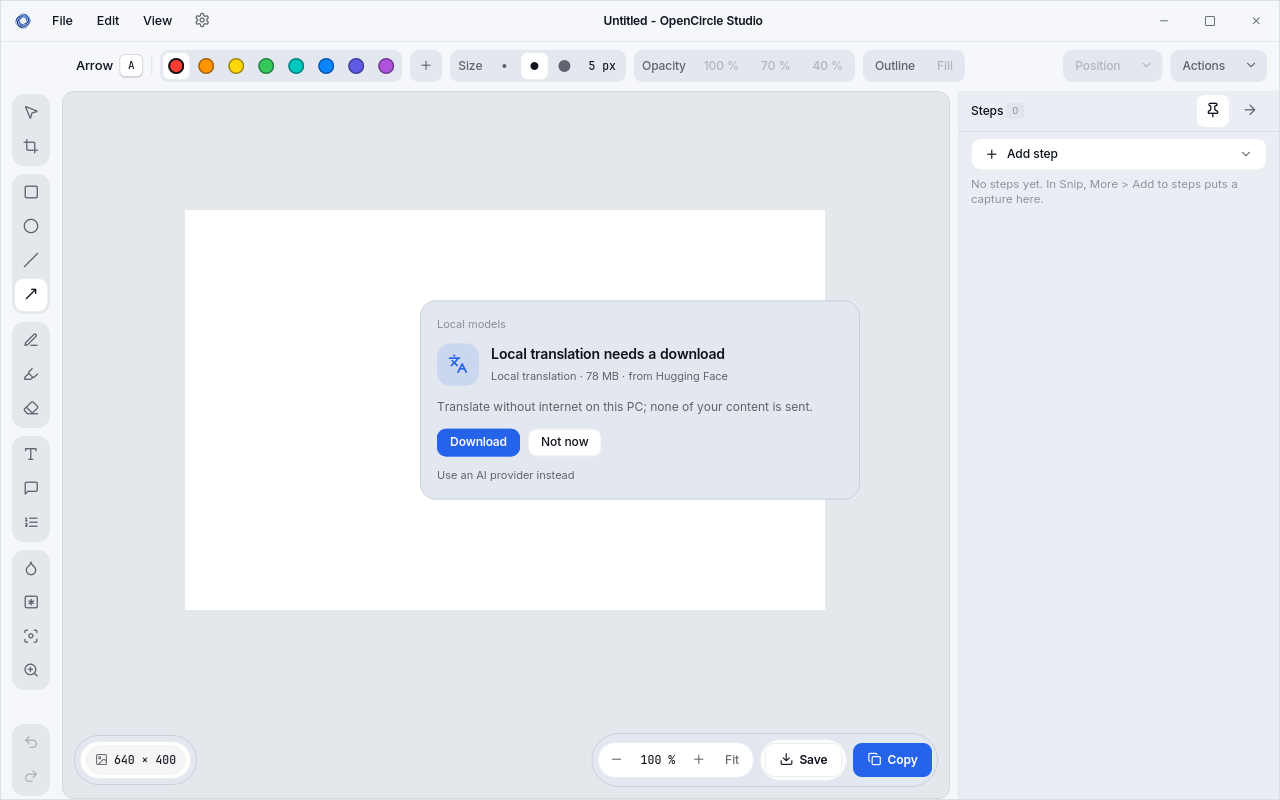 File Edit View
Untitled - OpenCircle Studio
Arrow A
Size 5 px
Opacity 100 % 70 % 40 %
Outline Fill
Position
Actions
Steps 0
Add step
No steps yet. In Snip, More > Add to steps puts a
capture here.
Local models
Local translation needs a download
Local translation · 78 MB · from Hugging Face
Translate without internet on this PC; none of your content is sent.
Download Not now
Use an AI provider instead
640 × 400
100 % Fit
Save
Copy